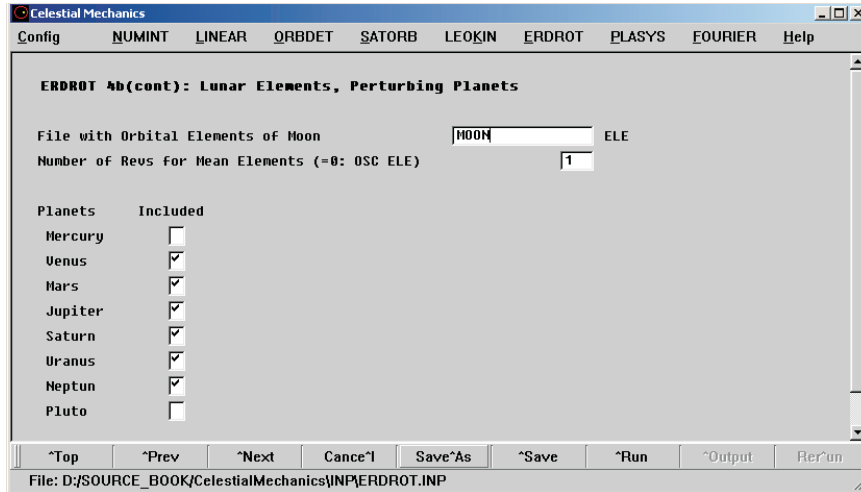 Celestial Mechanics
Config NUMINT LINEAR ORBDET SATORB LEOKIN ERDROT PLASYS FOURIER Help
ERDROT 4b(cont): Lunar Elements, Perturbing Planets
File with Orbital Elements of Moon MOON ELE
Number of Revs for Mean Elements (=0: OSC ELE) 1
Planets Included
Mercury
Venus
Mars
Jupiter
Saturn
Uranus
Neptun
Pluto
^Top ^Prev ^Next Cance^l Save^As ^Save ^Run ^Output Rer^un
File: D:/SOURCE_BOOK/CelestialMechanics\INP\ERDROT.INP